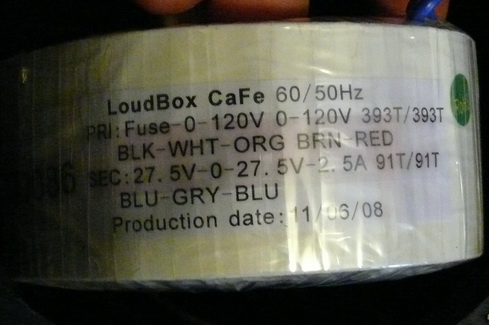 LoudBox CaFe 60/50Hz
PRI:Fuse-0-120V 0-120V 393T/393T
BLK-WHT-ORG BRN-RED
SEC:27.5V-0-27.5V-2.5A 91T/91T
BLU-GRY-BLU
Production date:11/06/08